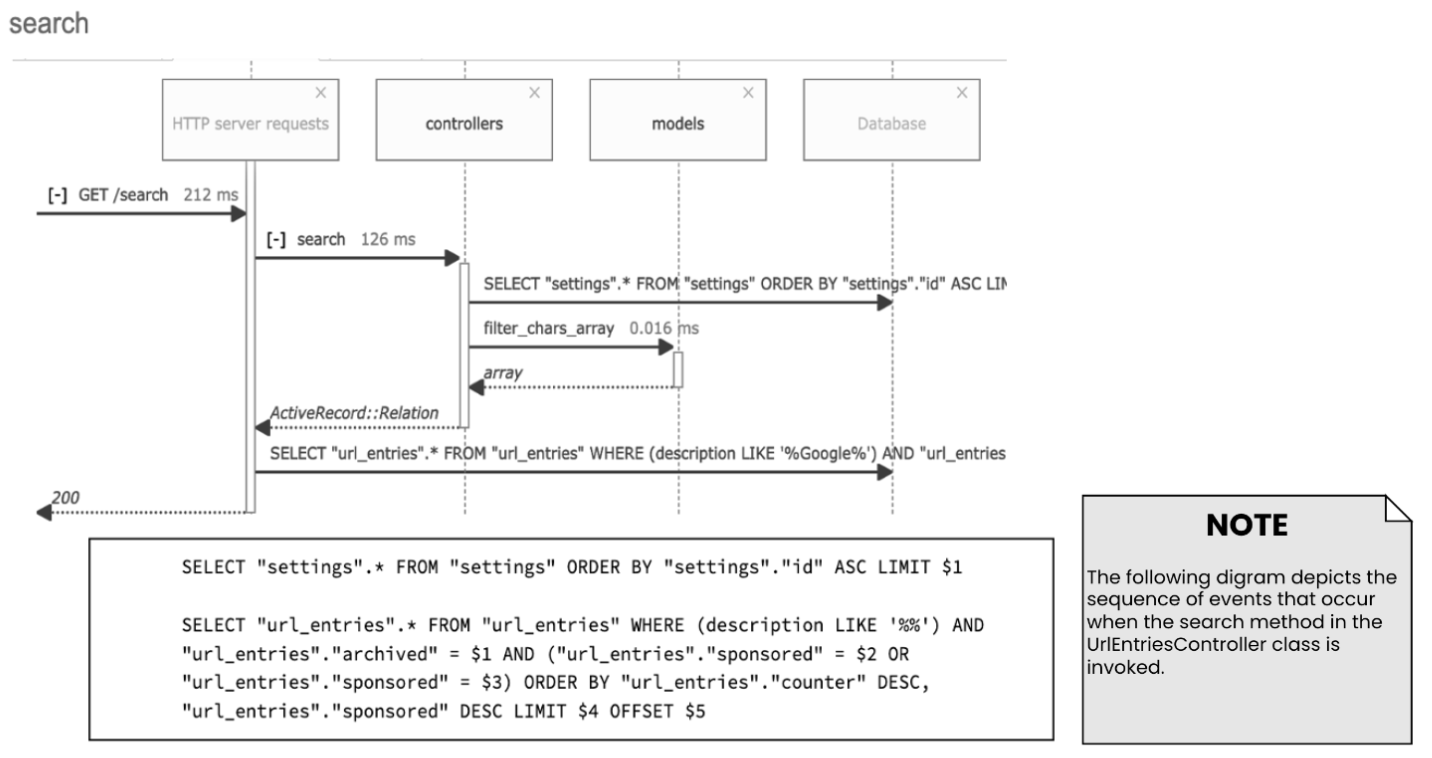 search
HTTP server requests
controllers
models
Database
[-] GET /search 212 ms
[-] search 126 ms
SELECT "settings".* FROM "settings" ORDER BY "settings"."id" ASC LIM
filter_chars_array 0.016 ms
array
ActiveRecord::Relation
SELECT "url_entries".* FROM "url_entries" WHERE (description LIKE '%Google%') AND "url_entries
200
SELECT "settings".* FROM "settings" ORDER BY "settings"."id" ASC LIMIT $1
SELECT "url_entries".* FROM "url_entries" WHERE (description LIKE '%%') AND
"url_entries"."archived" = $1 AND ("url_entries"."sponsored" = $2 OR
"url_entries"."sponsored" = $3) ORDER BY "url_entries"."counter" DESC,
"url_entries"."sponsored" DESC LIMIT $4 OFFSET $5
NOTE
The following digram depicts the
sequence of events that occur
when the search method in the
UrlEntriesController class is
invoked.